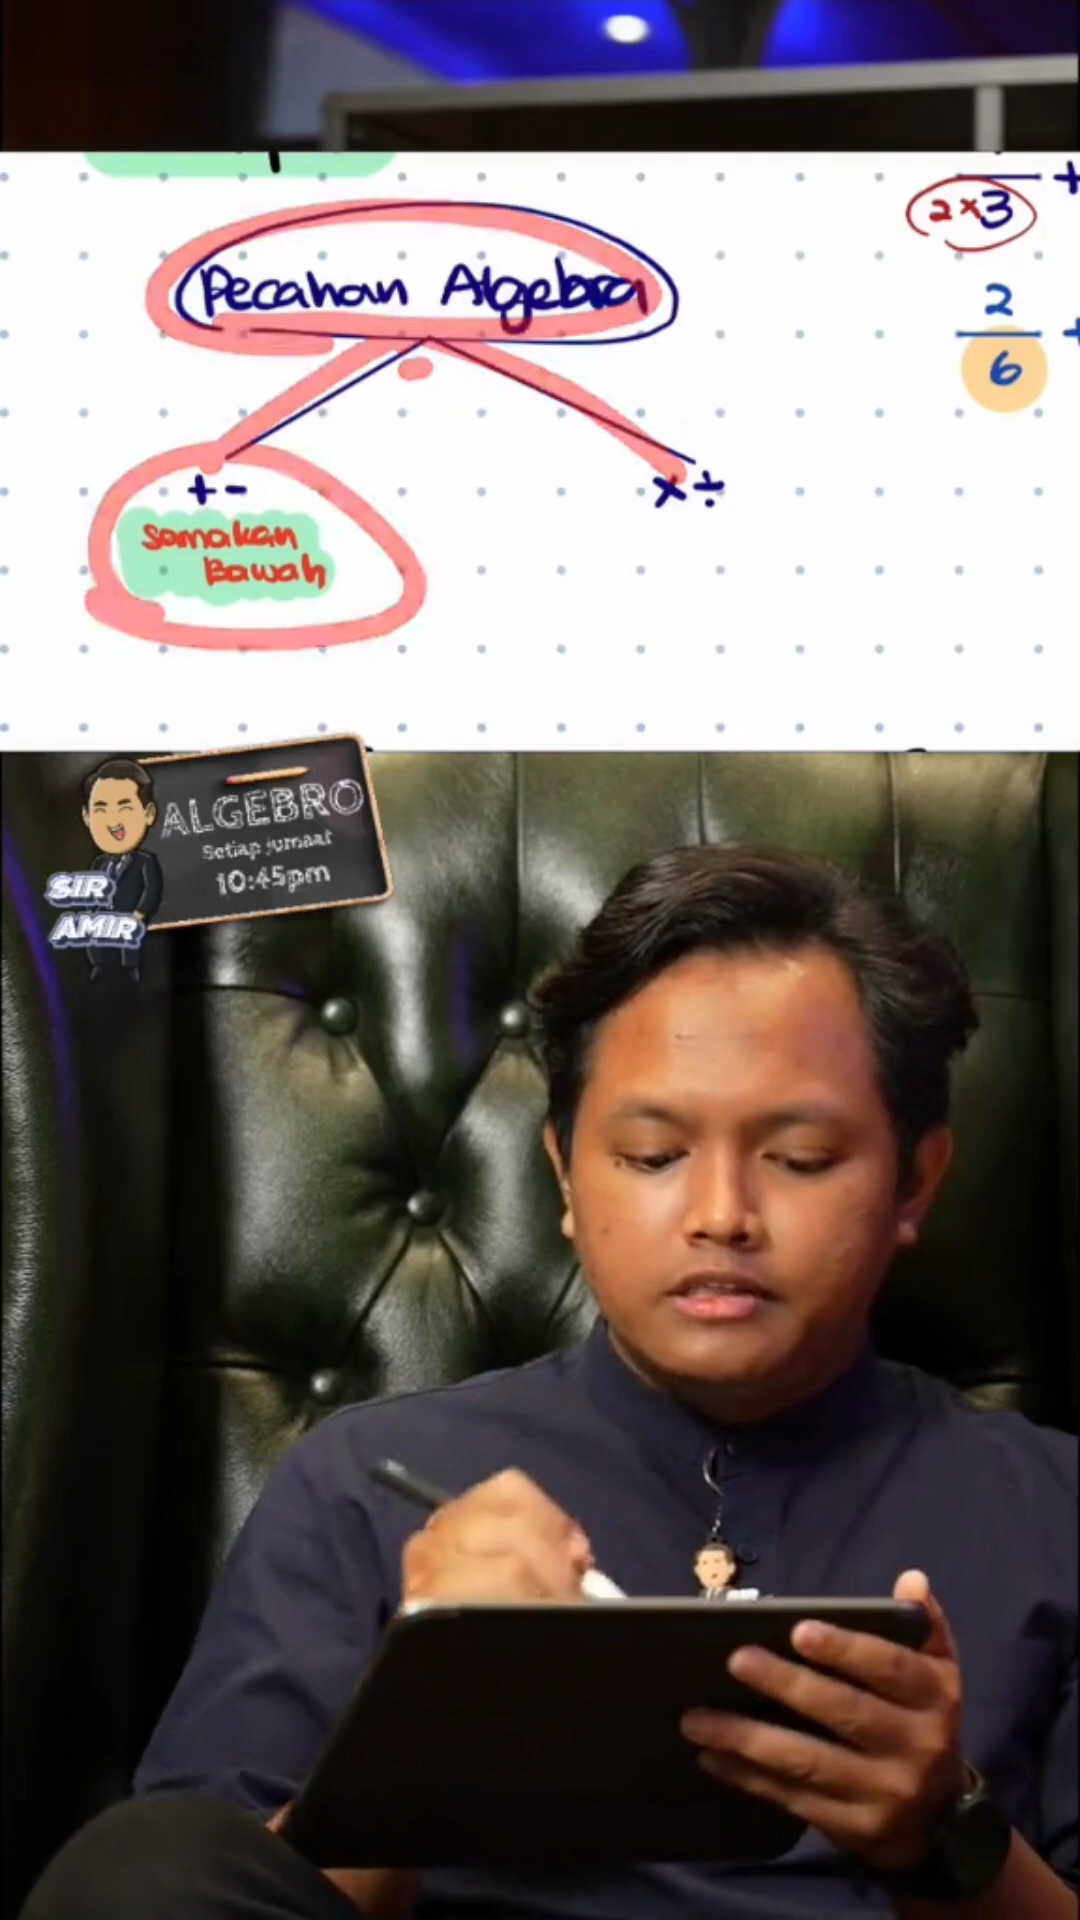 Pecahan Algebra
+ -
Samakan
Bawah
× ÷
2×3
+
2
6
+
ALGEBRO
Setiap jumaat
10:45pm
SIR
AMIR